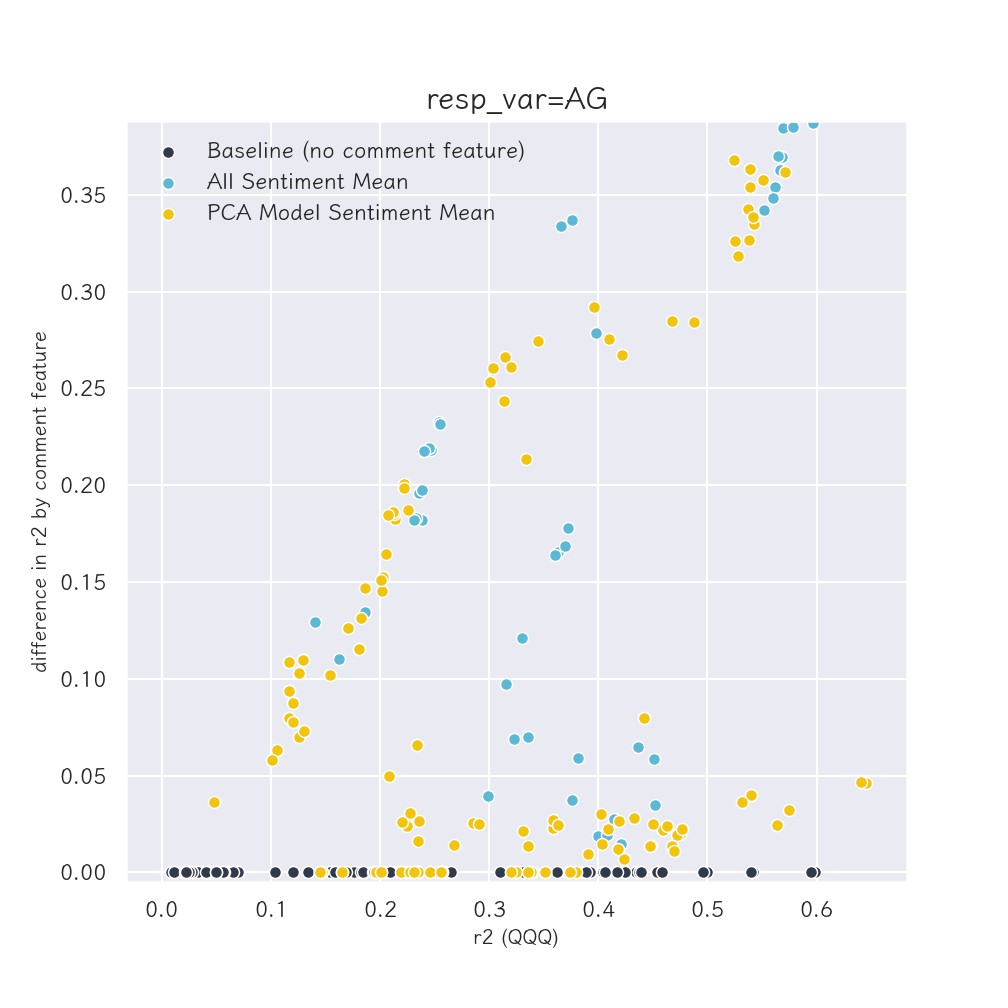 resp_var=AG
Baseline (no comment feature)
All Sentiment Mean
PCA Model Sentiment Mean
difference in r2 by comment feature
0.35
0.30
0.25
0.20
0.15
0.10
0.05
0.00
0.0 0.1 0.2 0.3 0.4 0.5 0.6
r2 (QQQ)